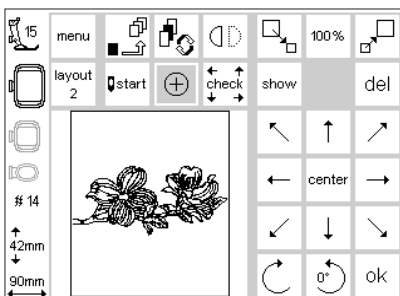 15 menu 100%
layout
2 start check show del
center
# 14
42mm
90mm 0° ok